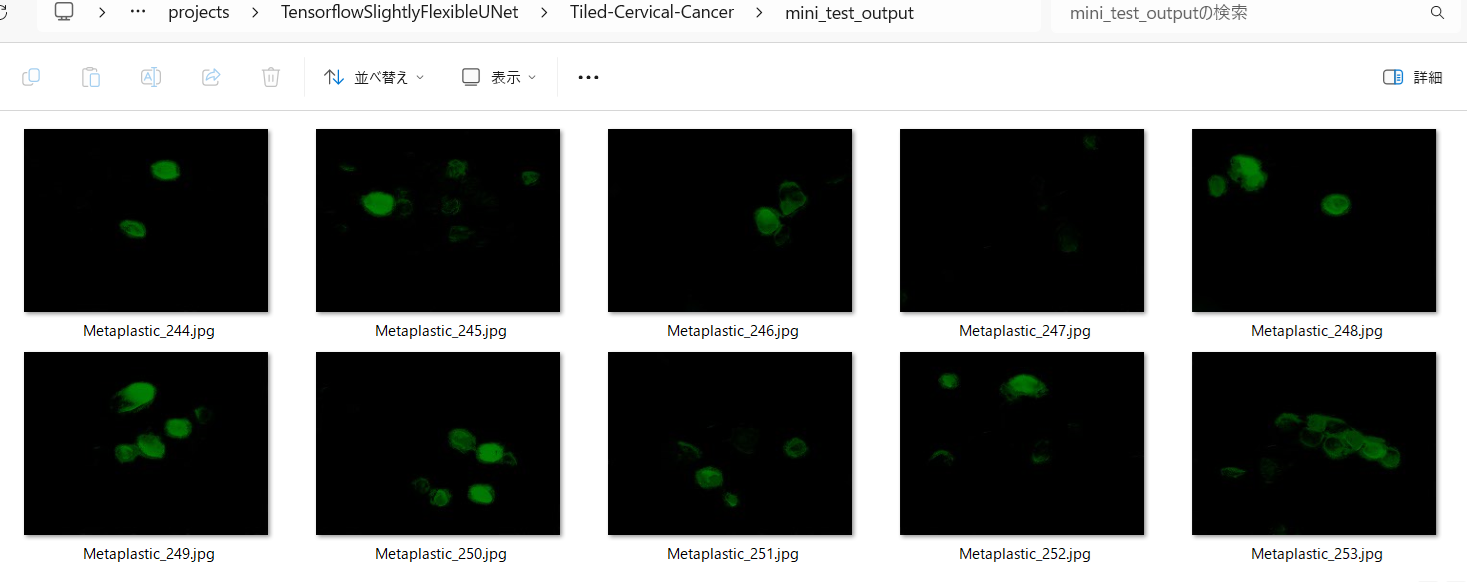 … projects TensorflowSlightlyFlexibleUNet Tiled-Cervical-Cancer mini_test_output mini_test_outputの検索
並べ替え 表示 … 詳細
Metaplastic_244.jpg Metaplastic_245.jpg Metaplastic_246.jpg Metaplastic_247.jpg Metaplastic_248.jpg
Metaplastic_249.jpg Metaplastic_250.jpg Metaplastic_251.jpg Metaplastic_252.jpg Metaplastic_253.jpg